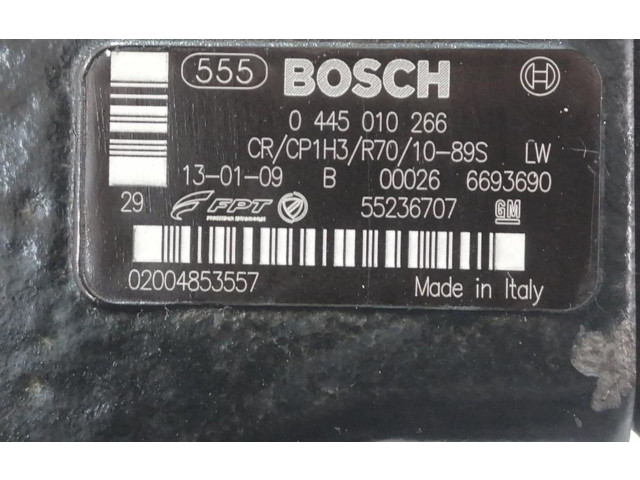 555 BOSCH
0 445 010 266
CR/CP1H3/R70/10-89S LW
13-01-09 B 00026 6693690
29 FPT 55236707 GM
02004853557 Made in Italy